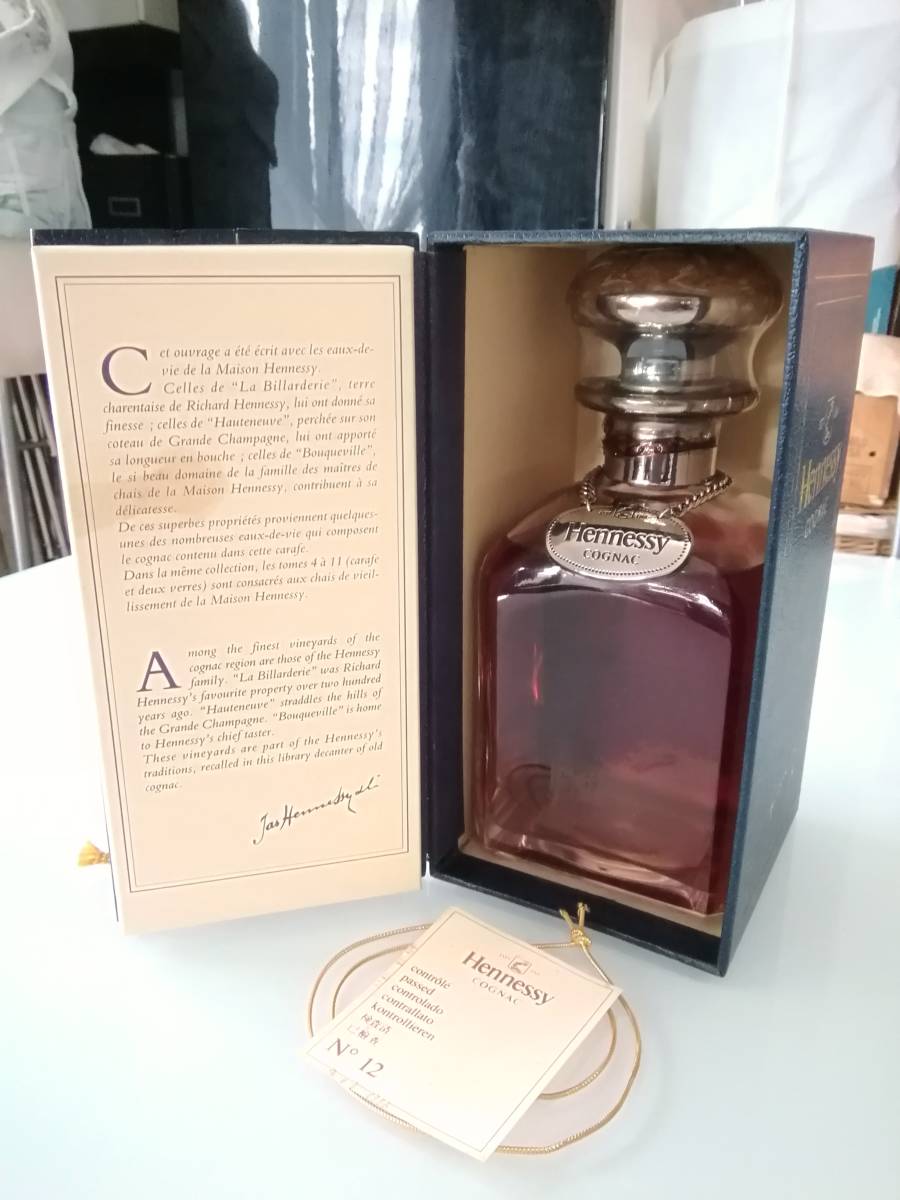 Cet ouvrage a été écrit avec les eaux-de-
vie de la Maison Hennessy.
Celles de “La Billarderie”, terre
charentaise de Richard Hennessy, lui ont donné sa
finesse ; celles de “Hauteneuve”, perchée sur son
coteau de Grande Champagne, lui ont apporté
sa longueur en bouche ; celles de “Bouqueville”,
le si beau domaine de la famille des maîtres de
chais de la Maison Hennessy, contribuent à sa
délicatesse.
De ces superbes propriétés proviennent quelques-
unes des nombreuses eaux-de-vie qui composent
le cognac contenu dans cette carafe.
Dans la même collection, les tomes 4 à 11 (carafe
et deux verres) sont consacrés aux chais de vieil-
lissement de la Maison Hennessy.
Among the finest vineyards of the
cognac region are those of the Hennessy
family. “La Billarderie” was Richard
Hennessy's favourite property over two hundred
years ago. “Hauteneuve” straddles the hills of
the Grande Champagne. “Bouqueville” is home
to Hennessy's chief taster.
These vineyards are part of the Hennessy's
traditions, recalled in this library decanter of old
cognac.
Jas Hennessy
Hennessy
COGNAC
Hennessy
COGNAC
Hennessy
COGNAC
contrôlé
passed
controlado
contrallato
kontrollieren
N° 12